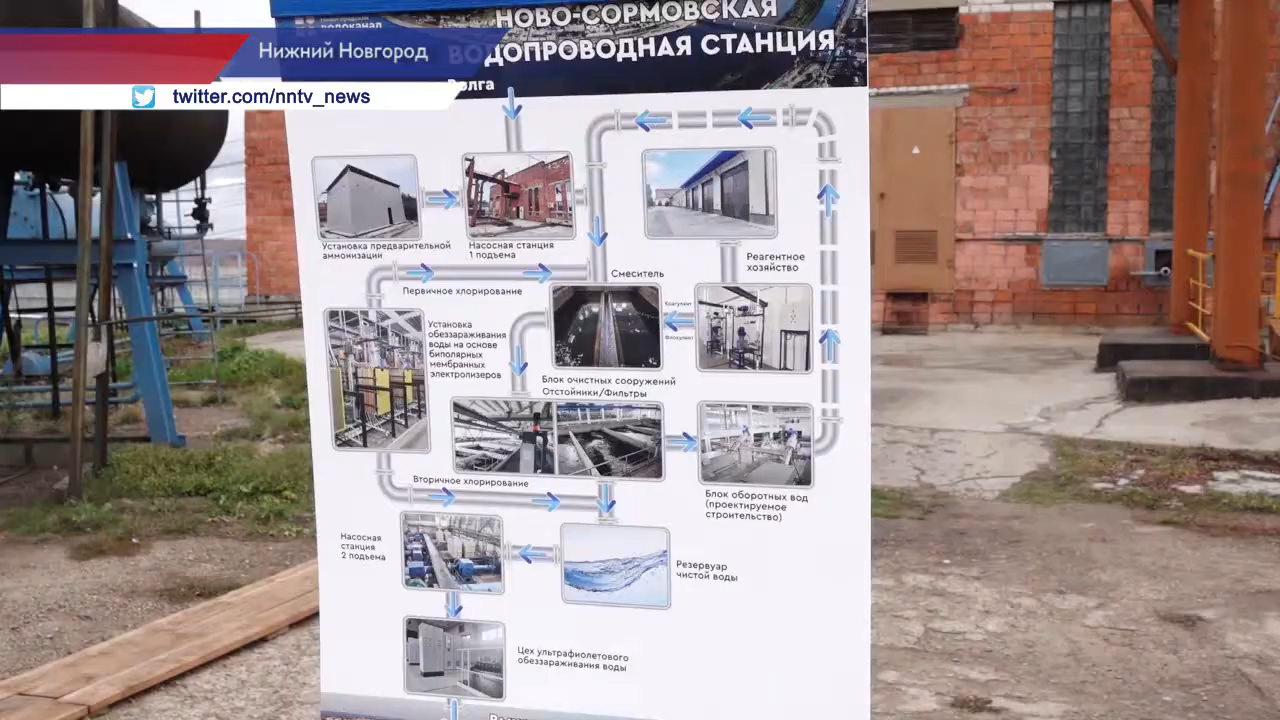 водоканал
НОВО-СОРМОВСКАЯ
ВОДОПРОВОДНАЯ СТАНЦИЯ
Нижний Новгород
twitter.com/nntv_news
Волга
Установка предварительной
аммонизации
Насосная станция
1 подъема
Реагентное
хозяйство
Смеситель
Первичное хлорирование
Коагулянт
Флокулянт
Установка
обеззараживания
воды на основе
биполярных
мембранных
электролизеров
Блок очистных сооружений
Отстойники/Фильтры
Вторичное хлорирование
Блок оборотных вод
(проектируемое
строительство)
Насосная
станция
2 подъема
Резервуар
чистой воды
Цех ультрафиолетового
обеззараживания воды